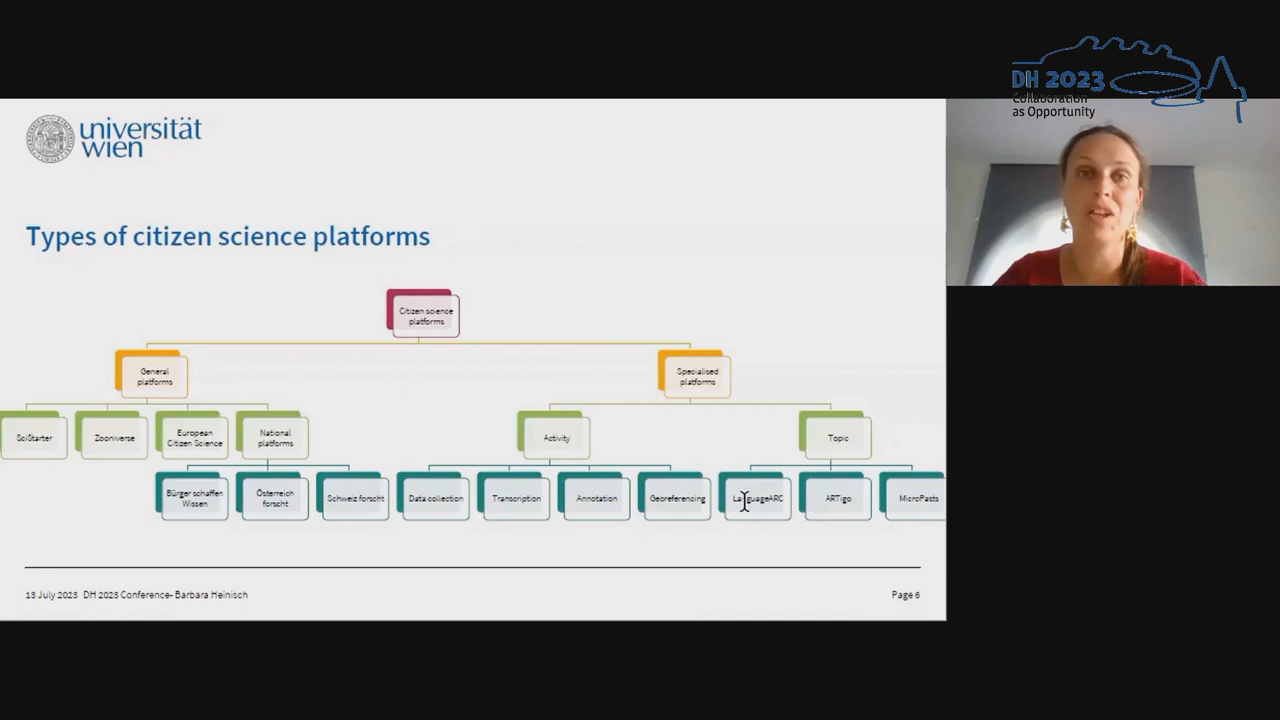 DH 2023
Collaboration
as Opportunity
universität
wien
Types of citizen science platforms
Citizen science
platforms
General
platforms
Specialised
platforms
SciStarter
Zooniverse
European
Citizen Science
National
platforms
Activity
Topic
Bürger schaffen
Wissen
Österreich
forscht
Schweiz forscht
Data collection
Transcription
Annotation
Georeferencing
LanguageARC
ARTigo
MicroPasts
13 July 2023 DH 2023 Conference- Barbara Heinisch
Page 6